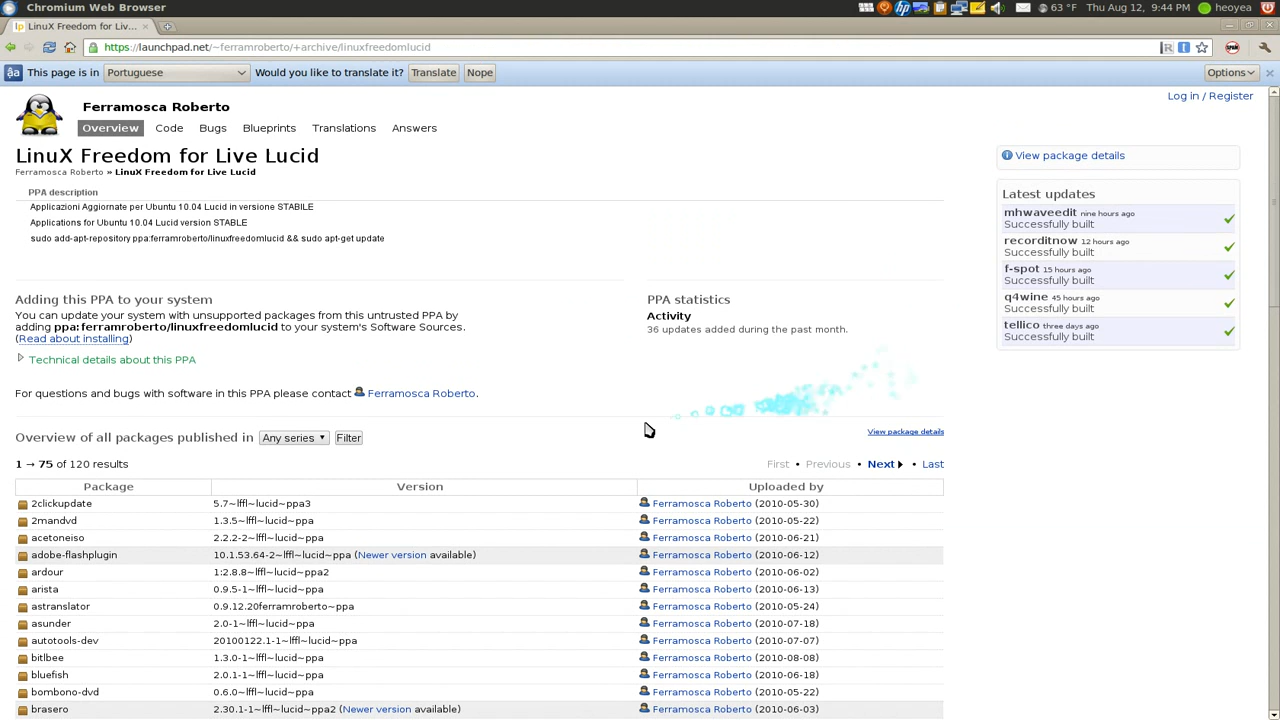 Chromium Web Browser
63 °F Thu Aug 12, 9:44 PM heoyea
LinuX Freedom for Liv...
https://launchpad.net/~ferramroberto/+archive/linuxfreedomlucid
This page is in Portuguese Would you like to translate it? Translate Nope Options
Log in / Register
Ferramosca Roberto
Overview Code Bugs Blueprints Translations Answers
LinuX Freedom for Live Lucid
Ferramosca Roberto » LinuX Freedom for Live Lucid
PPA description
Applicazioni Aggiornate per Ubuntu 10.04 Lucid in versione STABILE
Applications for Ubuntu 10.04 Lucid version STABLE
sudo add-apt-repository ppa:ferramroberto/linuxfreedomlucid && sudo apt-get update
View package details
Latest updates
mhwaveedit nine hours ago
Successfully built
recorditnow 12 hours ago
Successfully built
f-spot 15 hours ago
Successfully built
q4wine 45 hours ago
Successfully built
tellico three days ago
Successfully built
Adding this PPA to your system
You can update your system with unsupported packages from this untrusted PPA by
adding ppa:ferramroberto/linuxfreedomlucid to your system's Software Sources.
(Read about installing)
Technical details about this PPA
PPA statistics
Activity
36 updates added during the past month.
For questions and bugs with software in this PPA please contact Ferramosca Roberto.
Overview of all packages published in Any series Filter
View package details
1 → 75 of 120 results
First • Previous • Next • Last
Package Version Uploaded by
2clickupdate 5.7~lffl~lucid~ppa3 Ferramosca Roberto (2010-05-30)
2mandvd 1.3.5~lffl~lucid~ppa Ferramosca Roberto (2010-05-22)
acetoneiso 2.2.2-2~lffl~lucid~ppa Ferramosca Roberto (2010-06-21)
adobe-flashplugin 10.1.53.64-2~lffl~lucid~ppa (Newer version available) Ferramosca Roberto (2010-06-12)
ardour 1:2.8.8~lffl~lucid~ppa2 Ferramosca Roberto (2010-06-02)
arista 0.9.5-1~lffl~lucid~ppa Ferramosca Roberto (2010-06-13)
astranslator 0.9.12.20ferramroberto~ppa Ferramosca Roberto (2010-05-24)
asunder 2.0-1~lffl~lucid~ppa Ferramosca Roberto (2010-07-18)
autotools-dev 20100122.1-1~lffl~lucid~ppa Ferramosca Roberto (2010-07-07)
bitlbee 1.3.0-1~lffl~lucid~ppa Ferramosca Roberto (2010-08-08)
bluefish 2.0.1-1~lffl~lucid~ppa Ferramosca Roberto (2010-06-18)
bombono-dvd 0.6.0~lffl~lucid~ppa Ferramosca Roberto (2010-05-22)
brasero 2.30.1-1~lffl~lucid~ppa2 (Newer version available) Ferramosca Roberto (2010-06-03)